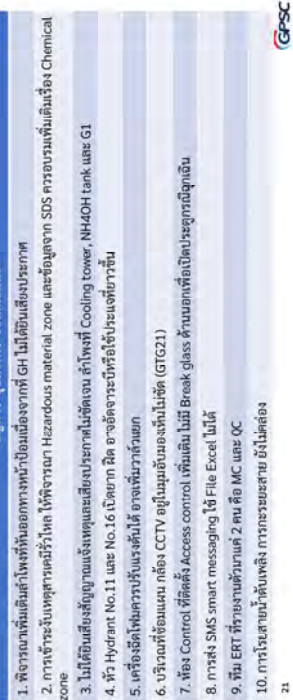 1. พิจารณาเพิ่มเติมลำโพงที่หันออกทางหน้าป้อมเนื่องจากที่ GH ไม่ได้ยินเสียงประกาศ
2. การเข้าระงับเหตุสารเคมีรั่วไหล ให้พิจารณา Hazardous material zone และข้อมูลจาก SDS ควรอบรมเพิ่มเติมเรื่อง Chemical
zone
3. ไม่ได้ยินเสียงสัญญาณแจ้งเหตุและเสียงประกาศไม่ชัดเจน ลำโพงที่ Cooling tower, NH4OH tank และ G1
4. หัว Hydrant No.11 และ No.16 เปิดยาก ฝืด อาจอัดจาระบีหรือใช้ประแจที่ยาวขึ้น
5. เครื่องฉีดโฟมควรปรับแรงดันได้ อาจเพิ่มวาล์วแยก
6. บริเวณที่ซ้อมแผน กล้อง CCTV อยู่ในมุมอับมองเห็นไม่ชัด (GTG21)
7. ห้อง Control ที่ติดตั้ง Access control เพิ่มเติม ไม่มี Break glass ด้านนอกเพื่อเปิดประตูกรณีฉุกเฉิน
8. การส่ง SMS smart messaging ใช้ File Excel ไม่ได้
9. ทีม ERT ที่รายงานตัวมาแค่ 2 คน คือ MC และ QC
10. การโรยสายน้ำดับเพลิง การกระจายสาย ยังไม่คล่อง
21
GPSC